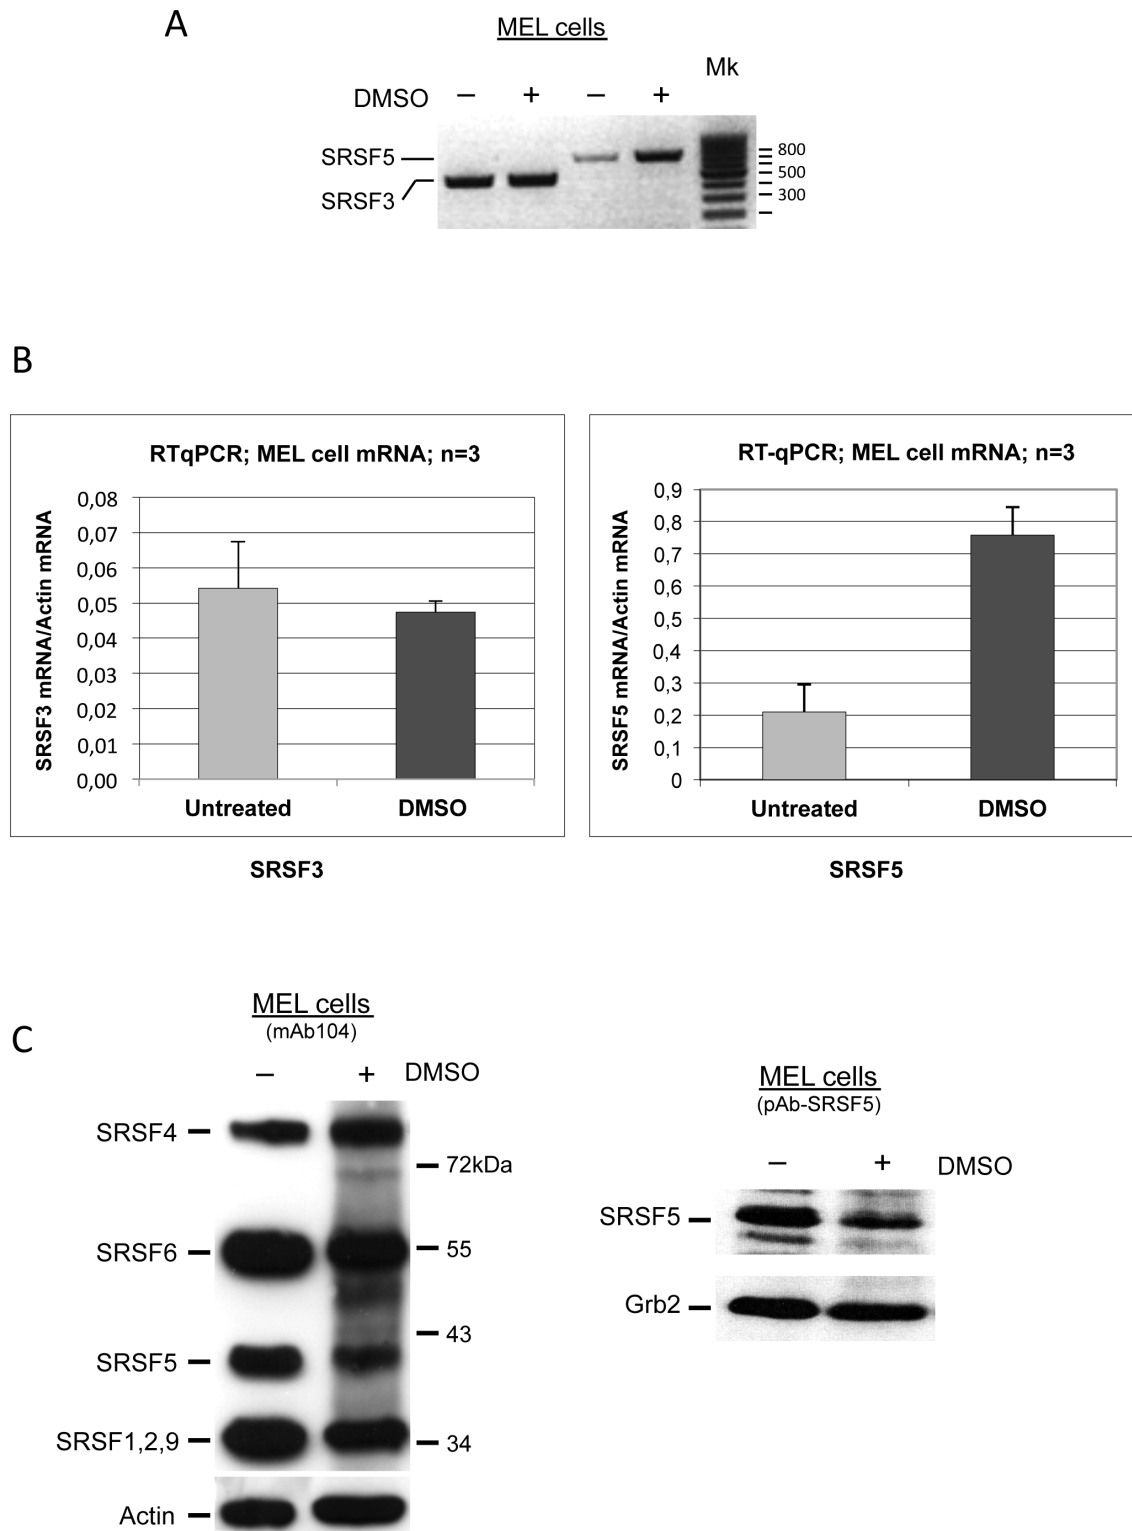 A
MEL cells
Mk
DMSO – + – +
SRSF5
SRSF3
800
500
300
B
RTqPCR; MEL cell mRNA; n=3
SRSF3 mRNA/Actin mRNA
0,08
0,07
0,06
0,05
0,04
0,03
0,02
0,01
0,00
Untreated DMSO
SRSF3
RT-qPCR; MEL cell mRNA; n=3
SRSF5 mRNA/Actin mRNA
0,9
0,8
0,7
0,6
0,5
0,4
0,3
0,2
0,1
0
Untreated DMSO
SRSF5
C
MEL cells
(mAb104)
– + DMSO
SRSF4
72kDa
SRSF6
55
43
SRSF5
SRSF1,2,9
34
Actin
MEL cells
(pAb-SRSF5)
– + DMSO
SRSF5
Grb2